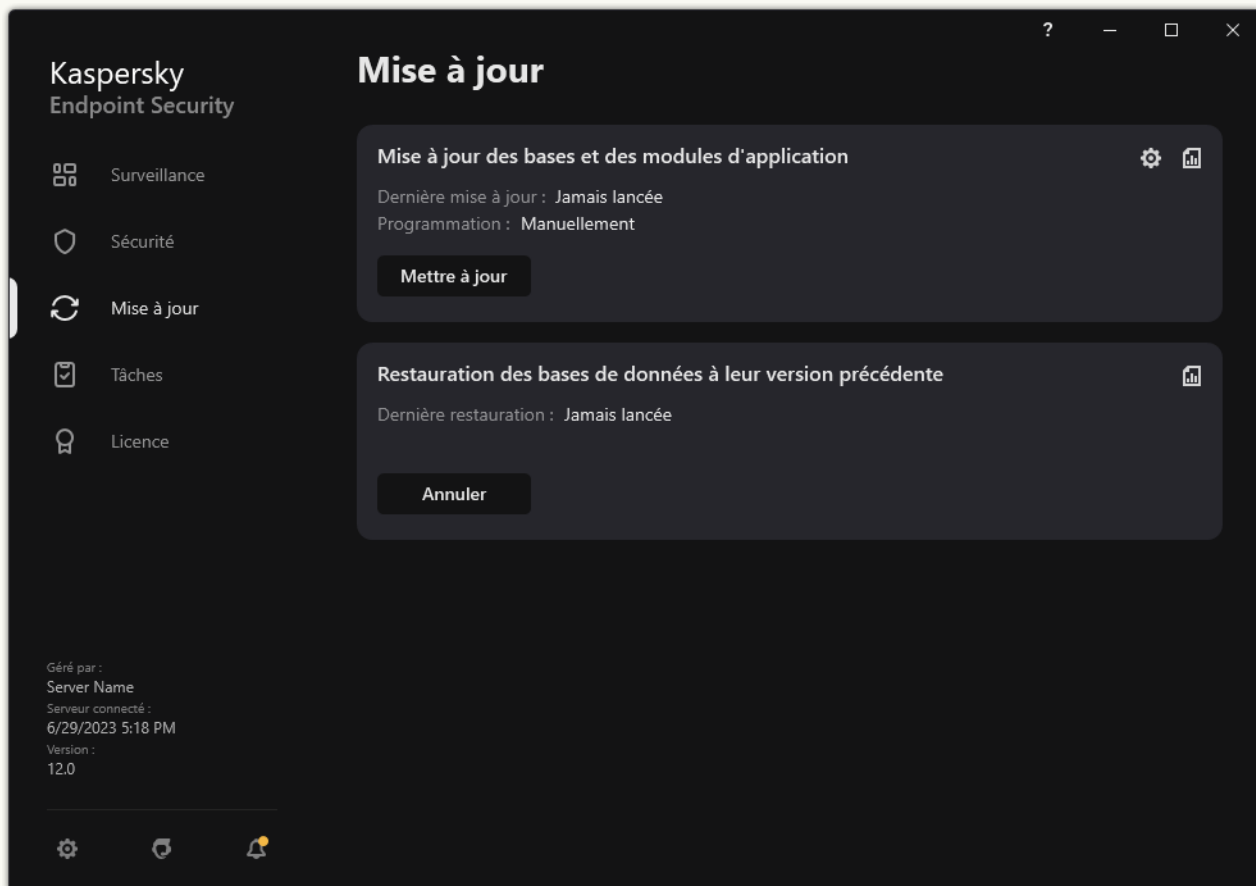 ?
Kaspersky
Endpoint Security
Surveillance
Sécurité
Mise à jour
Tâches
Licence
Géré par :
Server Name
Serveur connecté :
6/29/2023 5:18 PM
Version :
12.0
Mise à jour
Mise à jour des bases et des modules d'application
Dernière mise à jour : Jamais lancée
Programmation : Manuellement
Mettre à jour
Restauration des bases de données à leur version précédente
Dernière restauration : Jamais lancée
Annuler